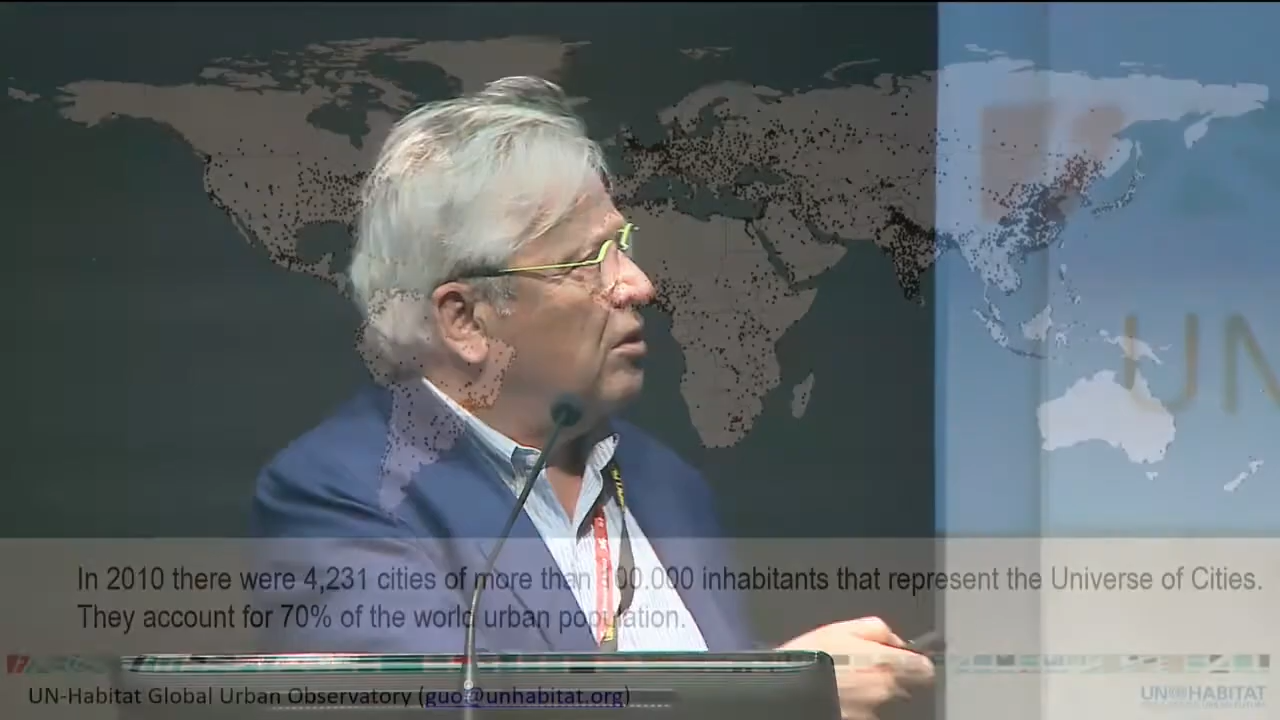 UN
In 2010 there were 4,231 cities of more than 100.000 inhabitants that represent the Universe of Cities.
They account for 70% of the world urban population.
UN-Habitat Global Urban Observatory (guo@unhabitat.org)
UN HABITAT